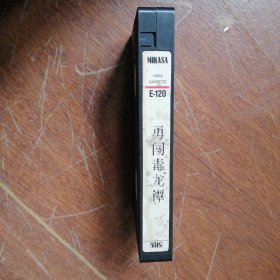 MIKASA
VIDEO
CASSETTE
E-120
勇闯毒龙潭
VHS